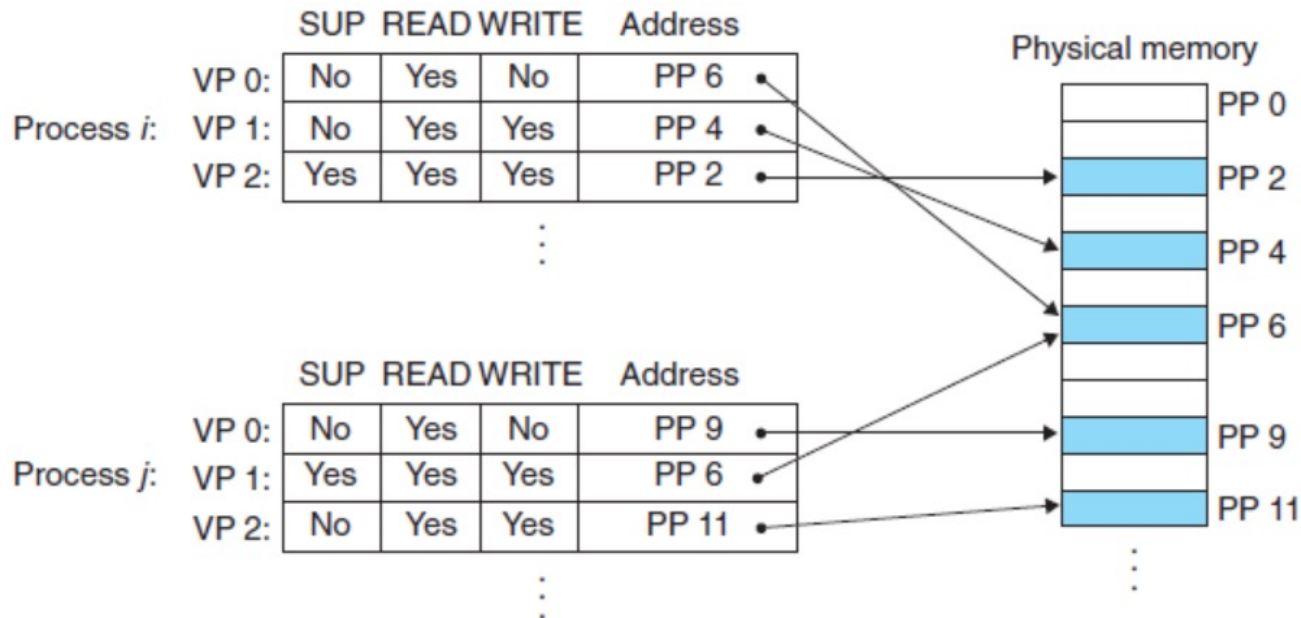 SUP READ WRITE Address
VP 0: No Yes No PP 6
Process i: VP 1: No Yes Yes PP 4
VP 2: Yes Yes Yes PP 2
Physical memory
PP 0
PP 2
PP 4
PP 6
PP 9
PP 11
SUP READ WRITE Address
VP 0: No Yes No PP 9
Process j: VP 1: Yes Yes Yes PP 6
VP 2: No Yes Yes PP 11